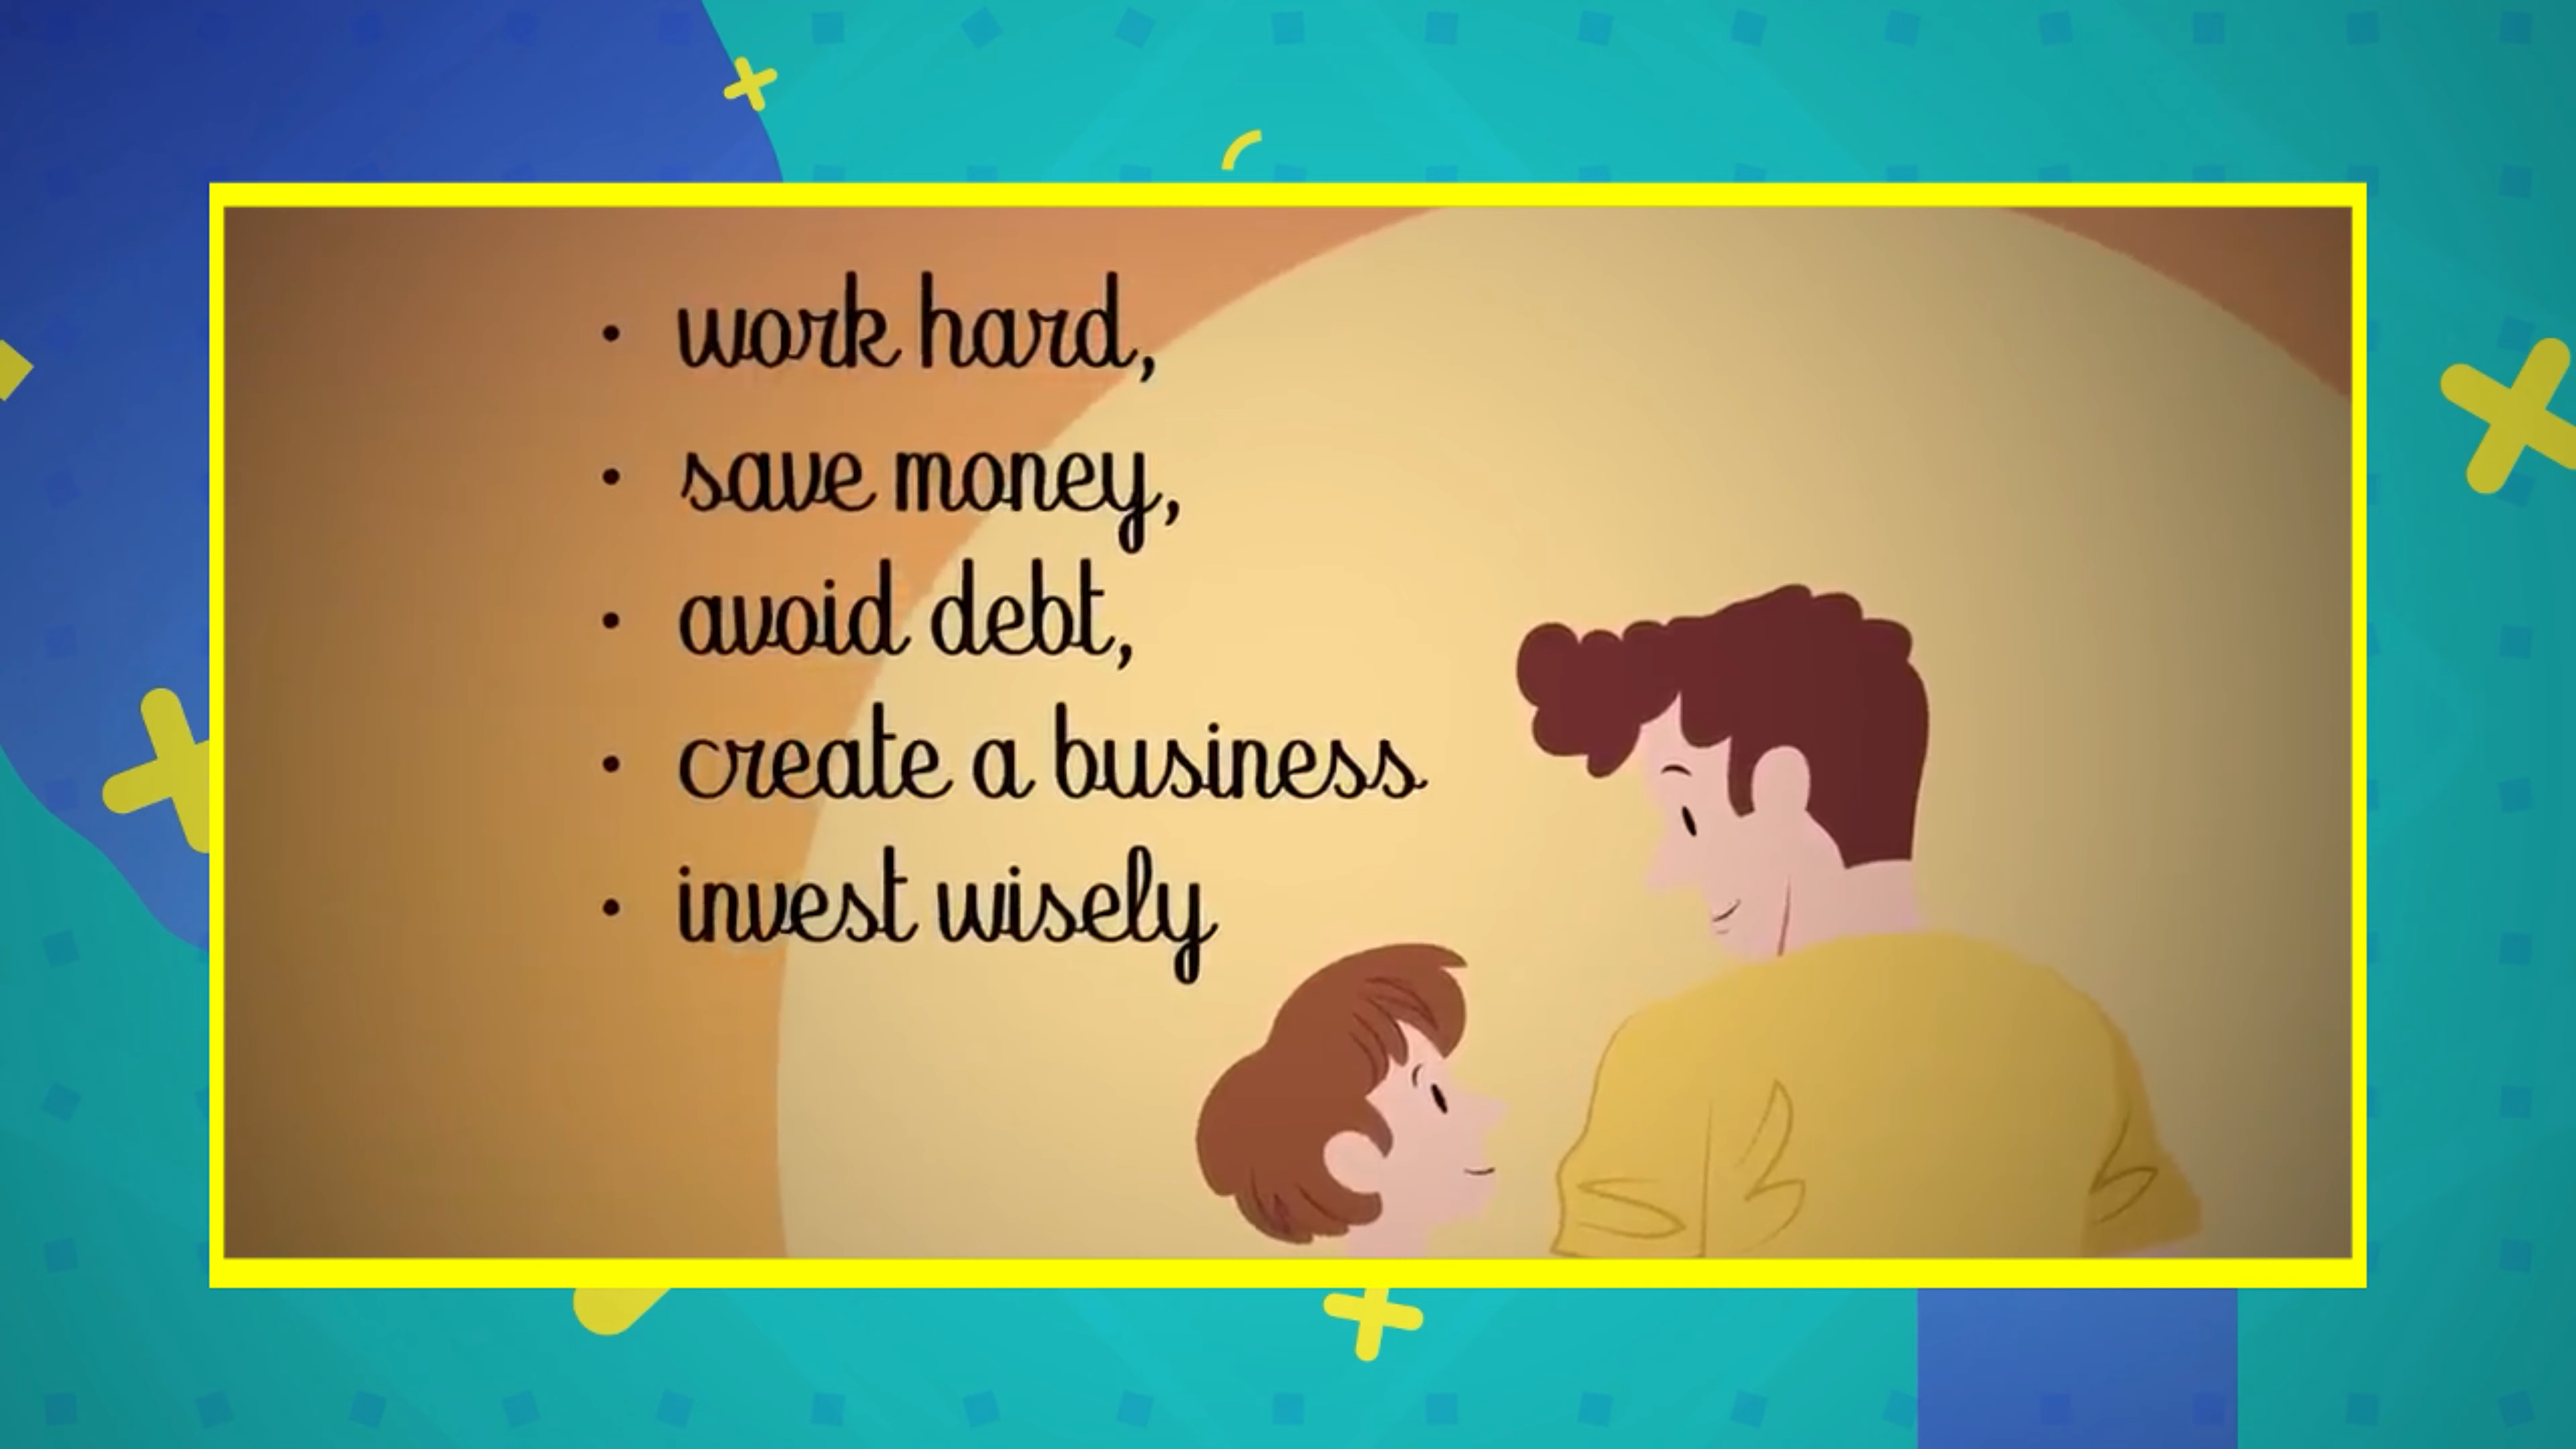 • work hard,
• save money,
• avoid debt,
• create a business
• invest wisely